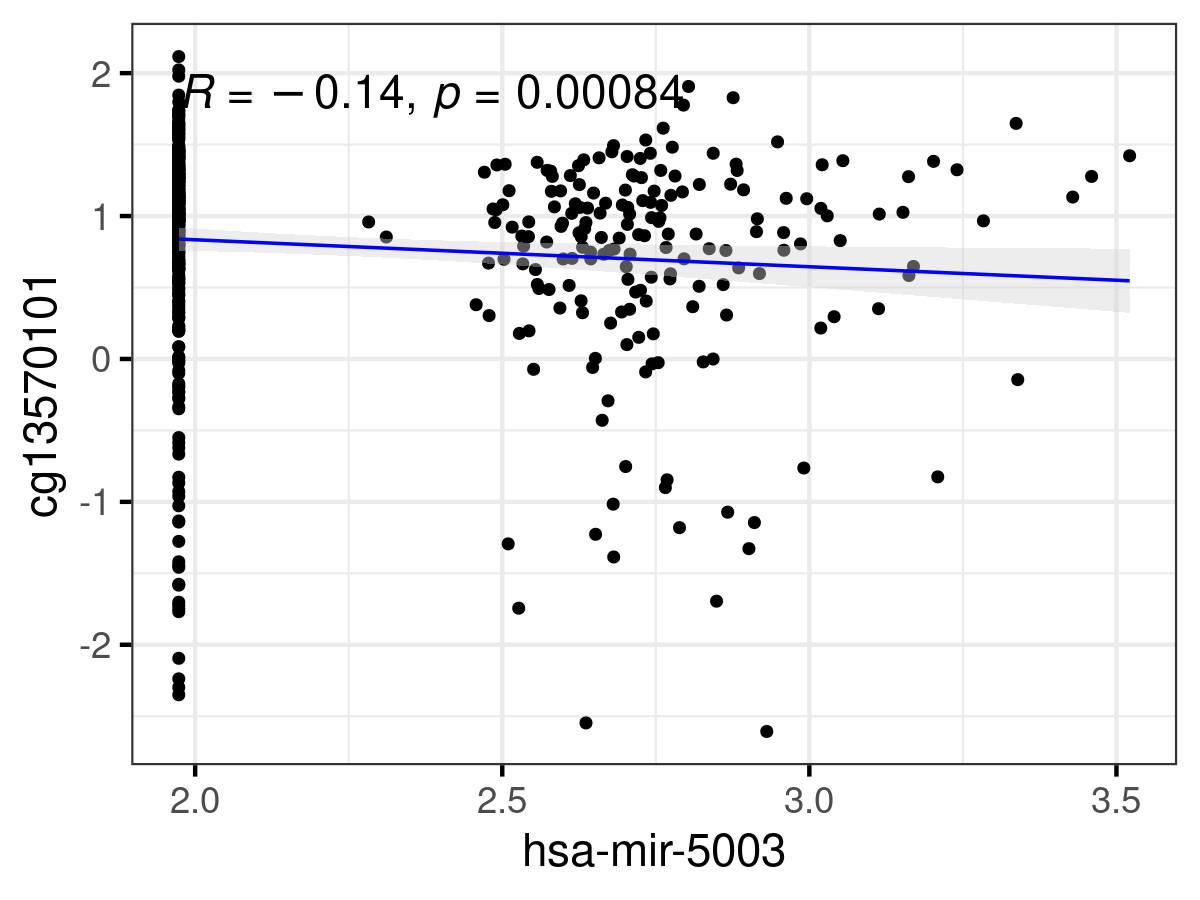 R = −0.14, p = 0.00084
2
1
0
-1
-2
cg13570101
2.0 2.5 3.0 3.5
hsa-mir-5003